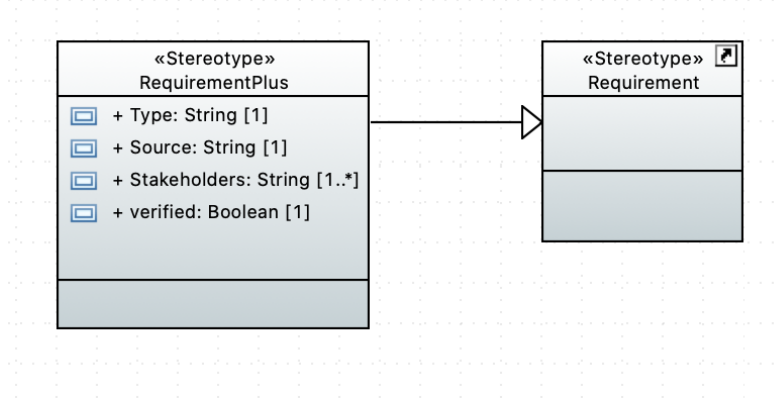 «Stereotype»
RequirementPlus
+ Type: String [1]
+ Source: String [1]
+ Stakeholders: String [1..*]
+ verified: Boolean [1]
«Stereotype»
Requirement